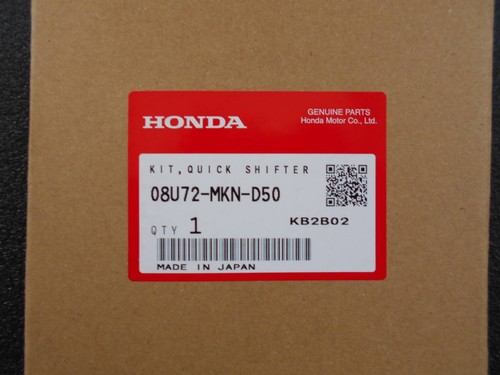 HONDA
GENUINE PARTS
Honda Motor Co., Ltd.
KIT, QUICK SHIFTER
08U72-MKN-D50
QTY 1
KB2B02
MADE IN JAPAN